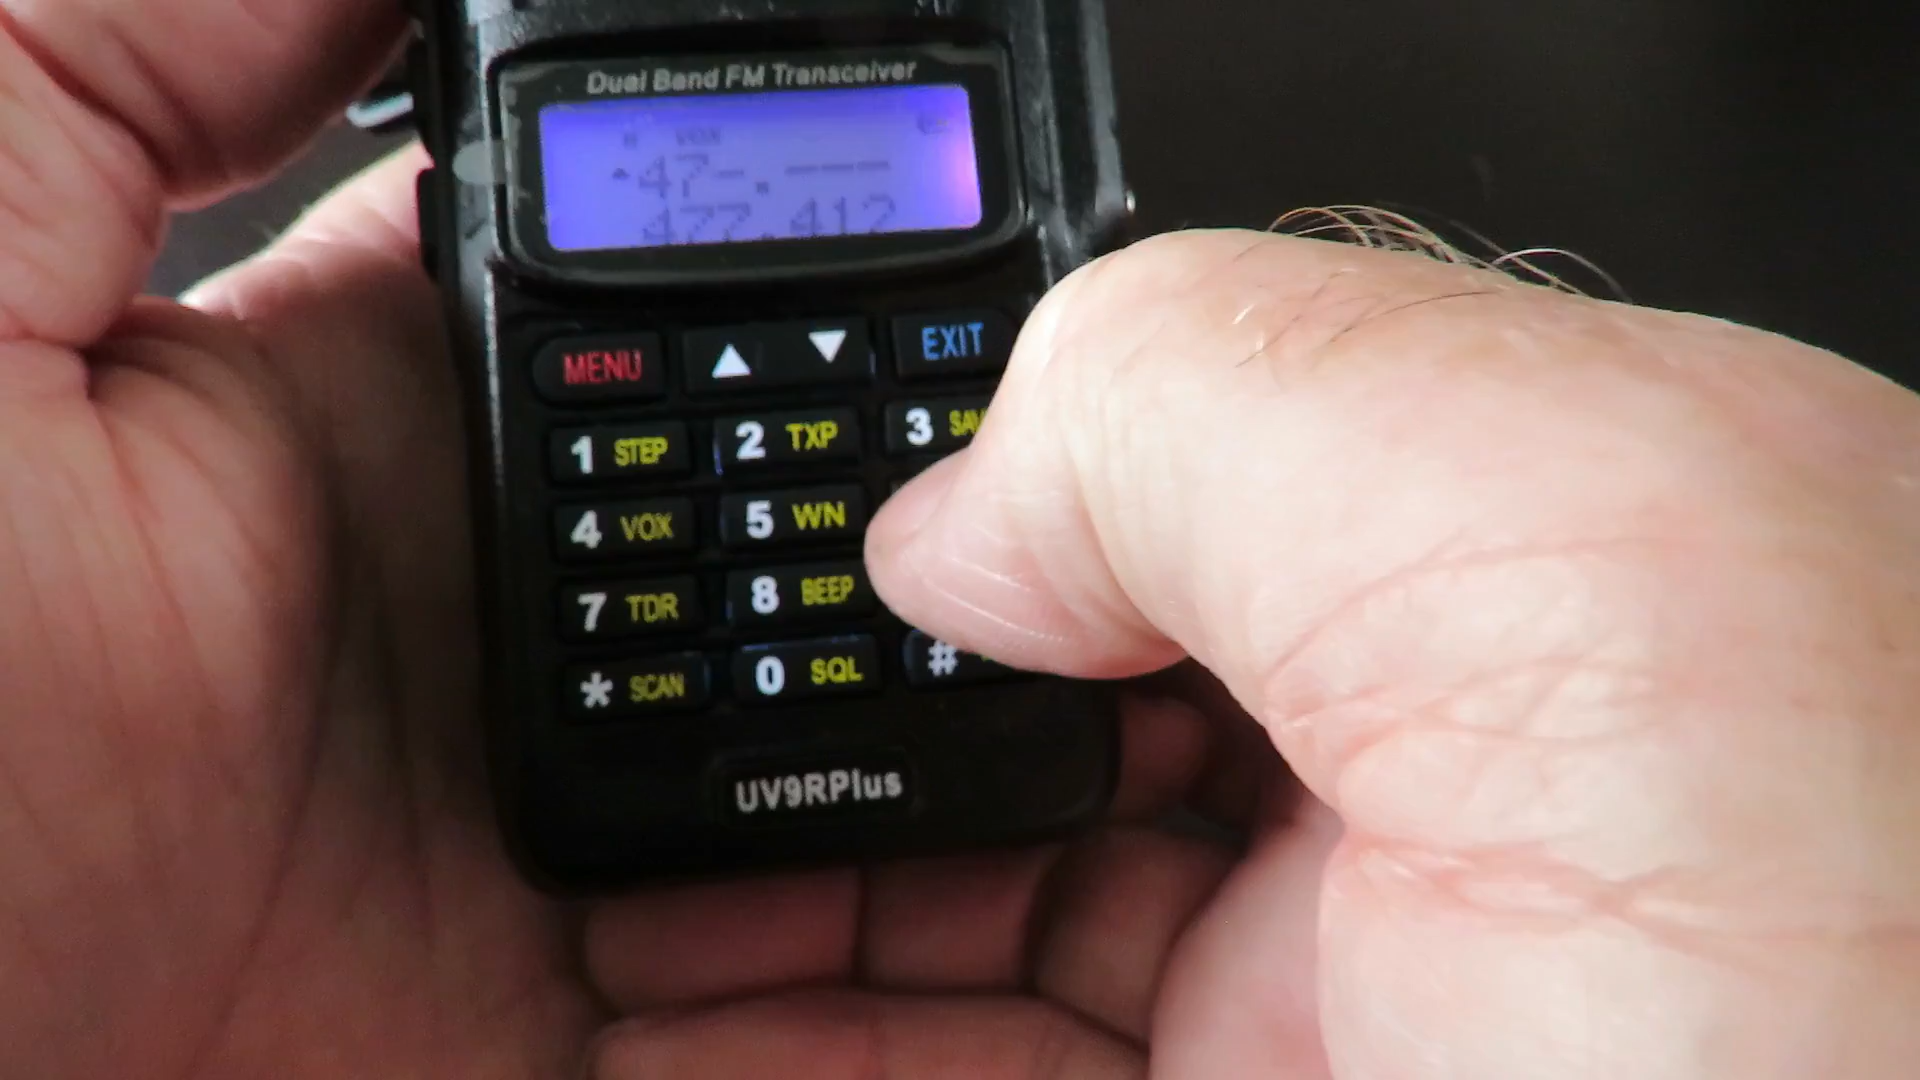 Dual Band FM Transceiver
VOX
47-.---
477.412
MENU ▲ ▼ EXIT
1 STEP 2 TXP 3 SAV
4 VOX 5 WN
7 TDR 8 BEEP
* SCAN 0 SQL #
UV9RPlus